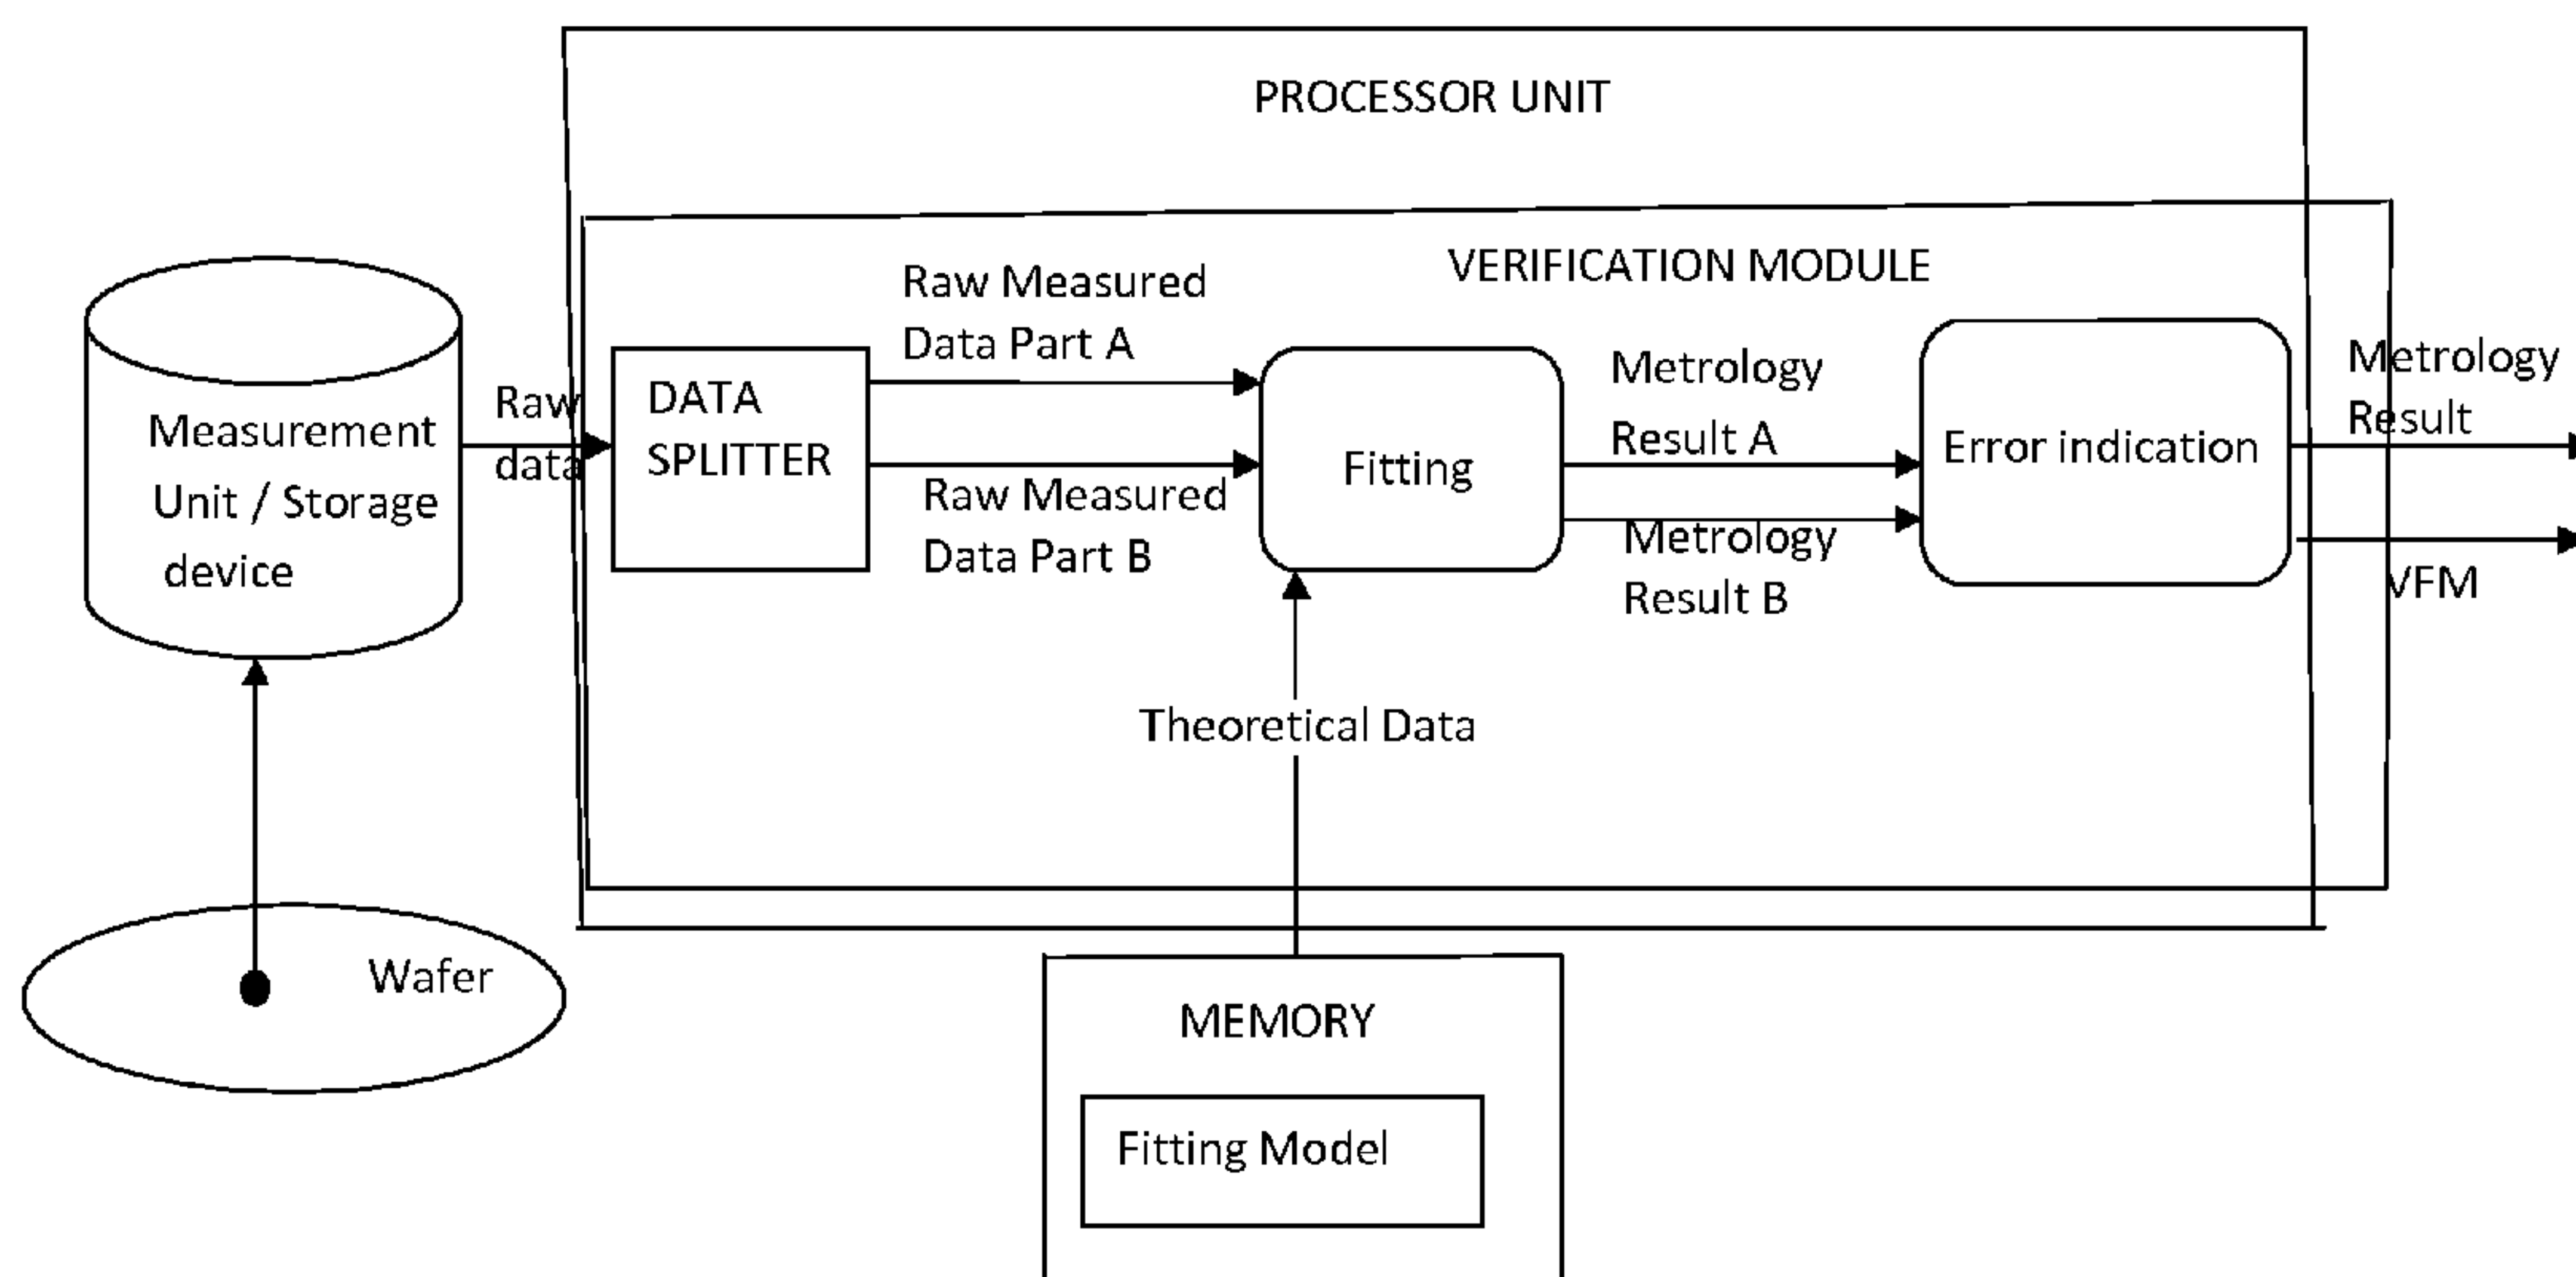 PROCESSOR UNIT
VERIFICATION MODULE
Raw Measured
Data Part A
Measurement
Unit / Storage
device
Raw
data
DATA
SPLITTER
Raw Measured
Data Part B
Fitting
Metrology
Result A
Metrology
Result B
Error indication
Metrology
Result
VFM
Theoretical Data
Wafer
MEMORY
Fitting Model